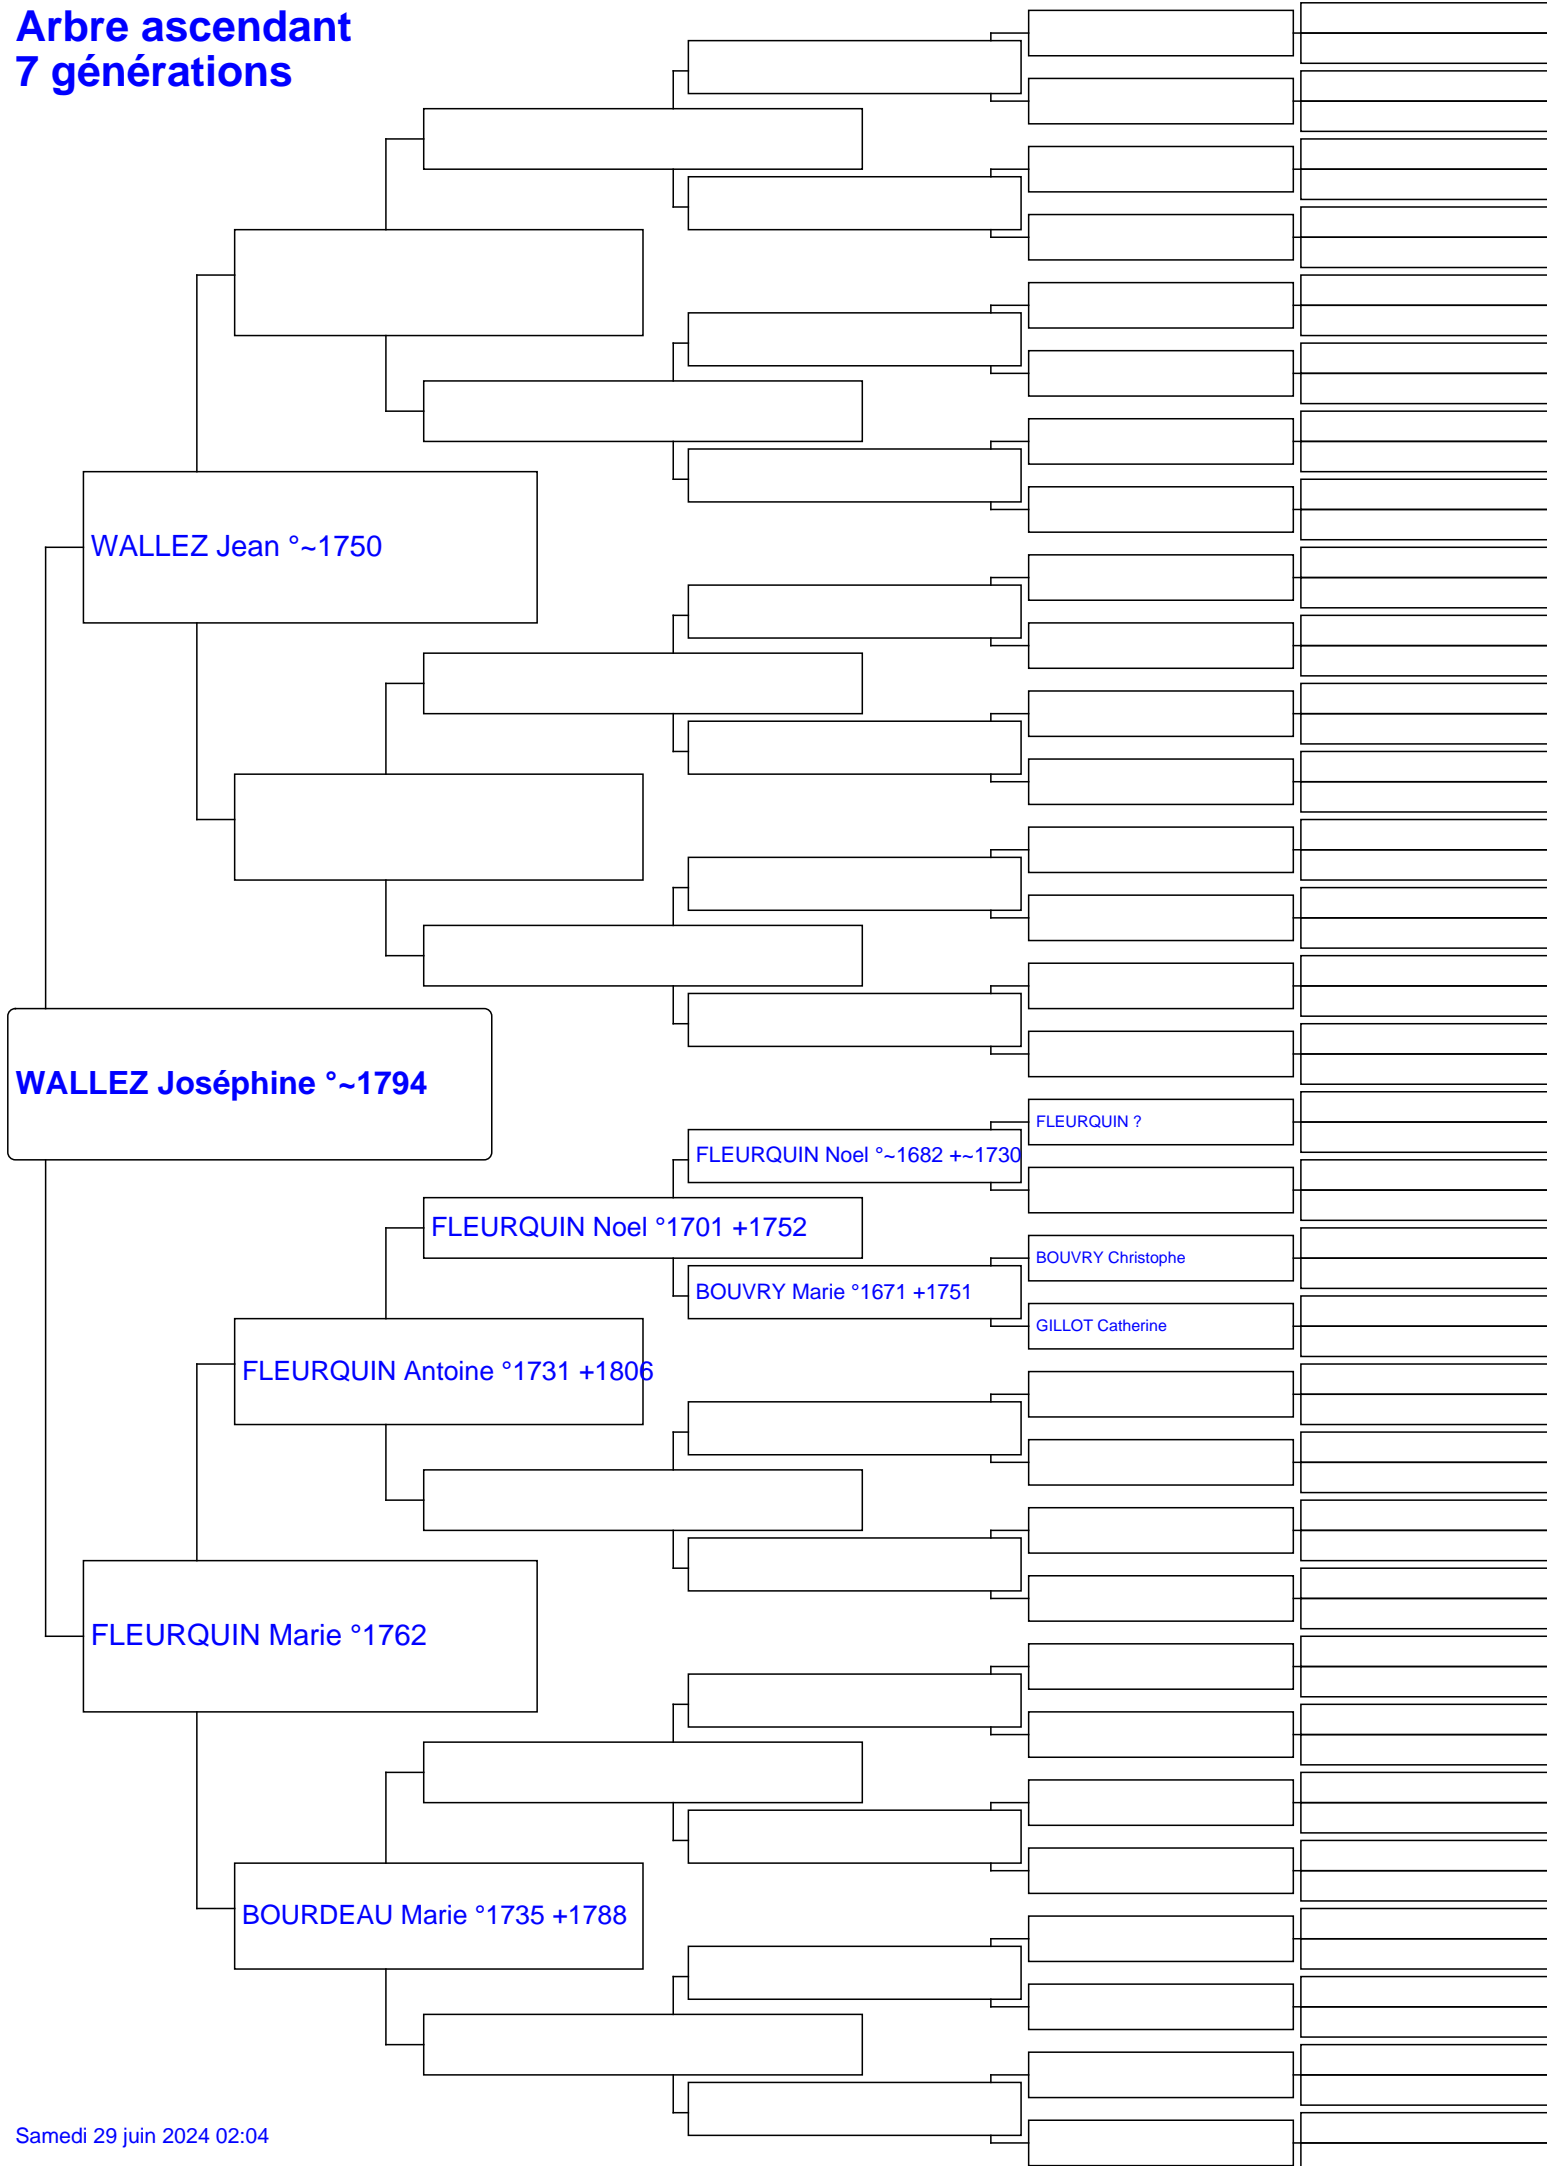 Arbre ascendant
7 générations
WALLEZ Jean °~1750
WALLEZ Joséphine °~1794
FLEURQUIN ?
FLEURQUIN Noel °~1682 +~1730
FLEURQUIN Noel °1701 +1752
BOUVRY Christophe
BOUVRY Marie °1671 +1751
GILLOT Catherine
FLEURQUIN Antoine °1731 +1806
FLEURQUIN Marie °1762
BOURDEAU Marie °1735 +1788
Samedi 29 juin 2024 02:04